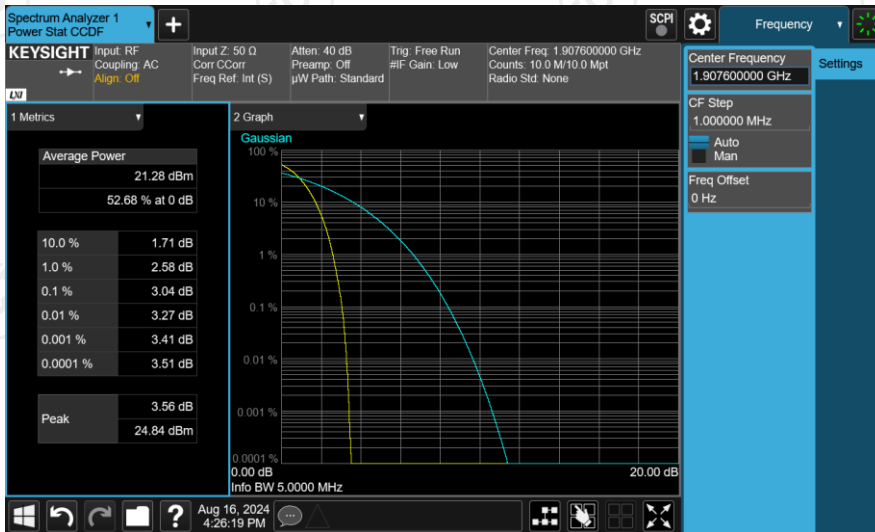 Spectrum Analyzer 1
Power Stat CCDF
SCPI
Frequency
KEYSIGHT
LXI
Input: RF
Coupling: AC
Align: Off
Input Z: 50 Ω
Corr CCorr
Freq Ref: Int (S)
Atten: 40 dB
Preamp: Off
µW Path: Standard
Trig: Free Run
#IF Gain: Low
Center Freq: 1.907600000 GHz
Counts: 10.0 M/10.0 Mpt
Radio Std: None
Center Frequency
1.907600000 GHz
Settings
CF Step
1.000000 MHz
Auto
Man
Freq Offset
0 Hz
1 Metrics
Average Power
21.28 dBm
52.68 % at 0 dB
10.0 % 1.71 dB
1.0 % 2.58 dB
0.1 % 3.04 dB
0.01 % 3.27 dB
0.001 % 3.41 dB
0.0001 % 3.51 dB
Peak
3.56 dB
24.84 dBm
2 Graph
Gaussian
100 %
10 %
1 %
0.1 %
0.01 %
0.001 %
0.0001 %
0.00 dB
20.00 dB
Info BW 5.0000 MHz
?
Aug 16, 2024
4:26:19 PM